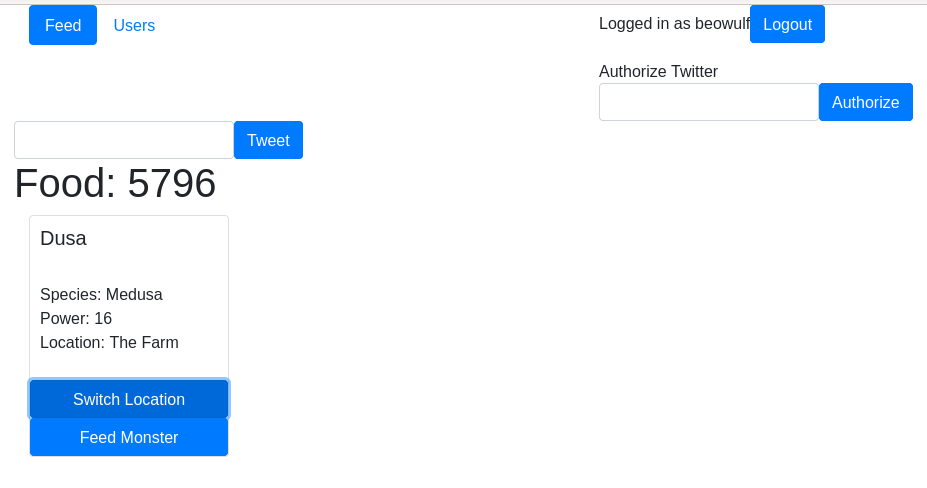 Feed Users Logged in as beowulf Logout
Authorize Twitter
Authorize
Tweet
Food: 5796
Dusa
Species: Medusa
Power: 16
Location: The Farm
Switch Location
Feed Monster